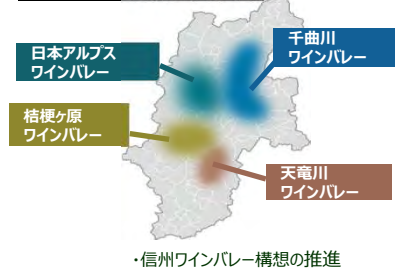 千曲川
ワインバレー
日本アルプス
ワインバレー
桔梗ヶ原
ワインバレー
天竜川
ワインバレー
・信州ワインバレー構想の推進